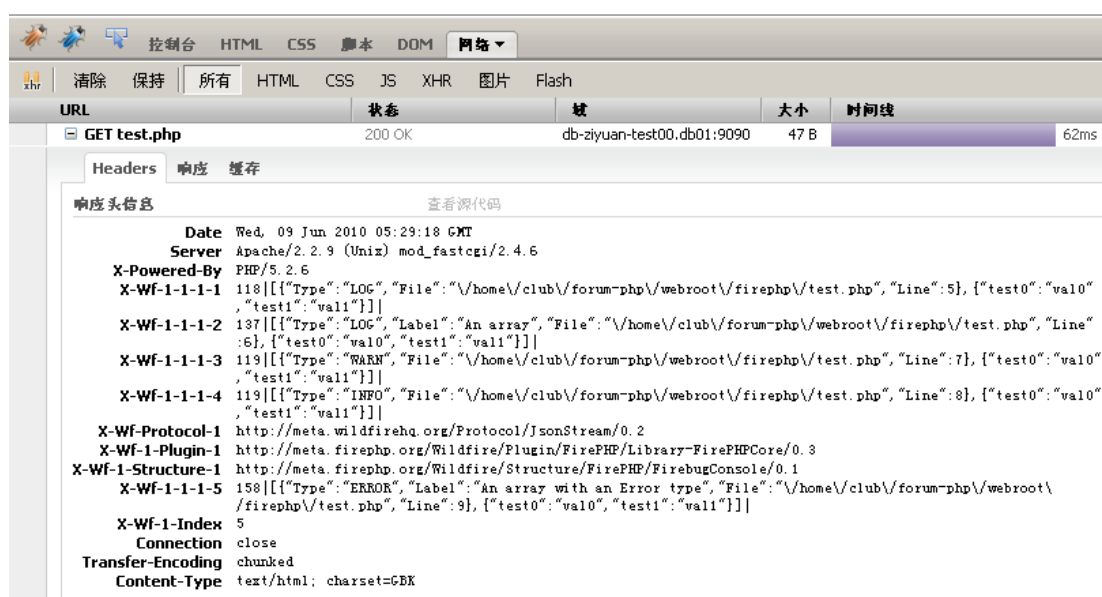 控制台 HTML CSS 脚本 DOM 网络
xhr 清除 保持 所有 HTML CSS JS XHR 图片 Flash
URL 状态 域 大小 时间线
GET test.php 200 OK db-ziyuan-test00.db01:9090 47 B 62ms
Headers 响应 缓存
响应头信息 查看源代码
Date Wed, 09 Jun 2010 05:29:18 GMT
Server Apache/2.2.9 (Unix) mod_fastcgi/2.4.6
X-Powered-By PHP/5.2.6
X-Wf-1-1-1-1 118|[{"Type":"LOG","File":"\/home\/club\/forum-php\/webroot\/firephp\/test.php","Line":5},{"test0":"val0"
,"test1":"val1"}]|
X-Wf-1-1-1-2 137|[{"Type":"LOG","Label":"An array","File":"\/home\/club\/forum-php\/webroot\/firephp\/test.php","Line"
:6},{"test0":"val0","test1":"val1"}]|
X-Wf-1-1-1-3 119|[{"Type":"WARN","File":"\/home\/club\/forum-php\/webroot\/firephp\/test.php","Line":7},{"test0":"val0"
,"test1":"val1"}]|
X-Wf-1-1-1-4 119|[{"Type":"INFO","File":"\/home\/club\/forum-php\/webroot\/firephp\/test.php","Line":8},{"test0":"val0"
,"test1":"val1"}]|
X-Wf-Protocol-1 http://meta.wildfirehq.org/Protocol/JsonStream/0.2
X-Wf-1-Plugin-1 http://meta.firephp.org/Wildfire/Plugin/FirePHP/Library-FirePHPCore/0.3
X-Wf-1-Structure-1 http://meta.firephp.org/Wildfire/Structure/FirePHP/FirebugConsole/0.1
X-Wf-1-1-1-5 158|[{"Type":"ERROR","Label":"An array with an Error type","File":"\/home\/club\/forum-php\/webroot\
/firephp\/test.php","Line":9},{"test0":"val0","test1":"val1"}]|
X-Wf-1-Index 5
Connection close
Transfer-Encoding chunked
Content-Type text/html; charset=GBK